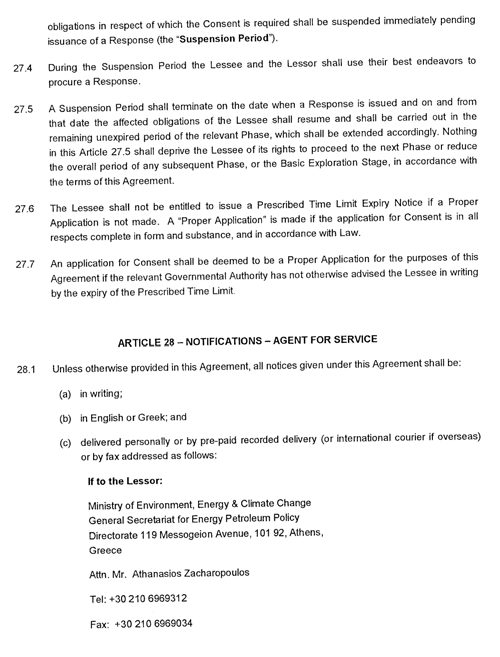 obligations in respect of which the Consent is required shall be suspended immediately pending
issuance of a Response (the “Suspension Period”).
27.4 During the Suspension Period the Lessee and the Lessor shall use their best endeavors to
procure a Response.
27.5 A Suspension Period shall terminate on the date when a Response is issued and on and from
that date the affected obligations of the Lessee shall resume and shall be carried out in the
remaining unexpired period of the relevant Phase, which shall be extended accordingly. Nothing
in this Article 27.5 shall deprive the Lessee of its rights to proceed to the next Phase or reduce
the overall period of any subsequent Phase, or the Basic Exploration Stage, in accordance with
the terms of this Agreement.
27.6 The Lessee shall not be entitled to issue a Prescribed Time Limit Expiry Notice if a Proper
Application is not made. A “Proper Application” is made if the application for Consent is in all
respects complete in form and substance, and in accordance with Law.
27.7 An application for Consent shall be deemed to be a Proper Application for the purposes of this
Agreement if the relevant Governmental Authority has not otherwise advised the Lessee in writing
by the expiry of the Prescribed Time Limit.
ARTICLE 28 – NOTIFICATIONS – AGENT FOR SERVICE
28.1 Unless otherwise provided in this Agreement, all notices given under this Agreement shall be:
(a) in writing;
(b) in English or Greek; and
(c) delivered personally or by pre-paid recorded delivery (or international courier if overseas)
or by fax addressed as follows:
If to the Lessor:
Ministry of Environment, Energy & Climate Change
General Secretariat for Energy Petroleum Policy
Directorate 119 Messogeion Avenue, 101 92, Athens,
Greece
Attn. Mr. Athanasios Zacharopoulos
Tel: +30 210 6969312
Fax: +30 210 6969034